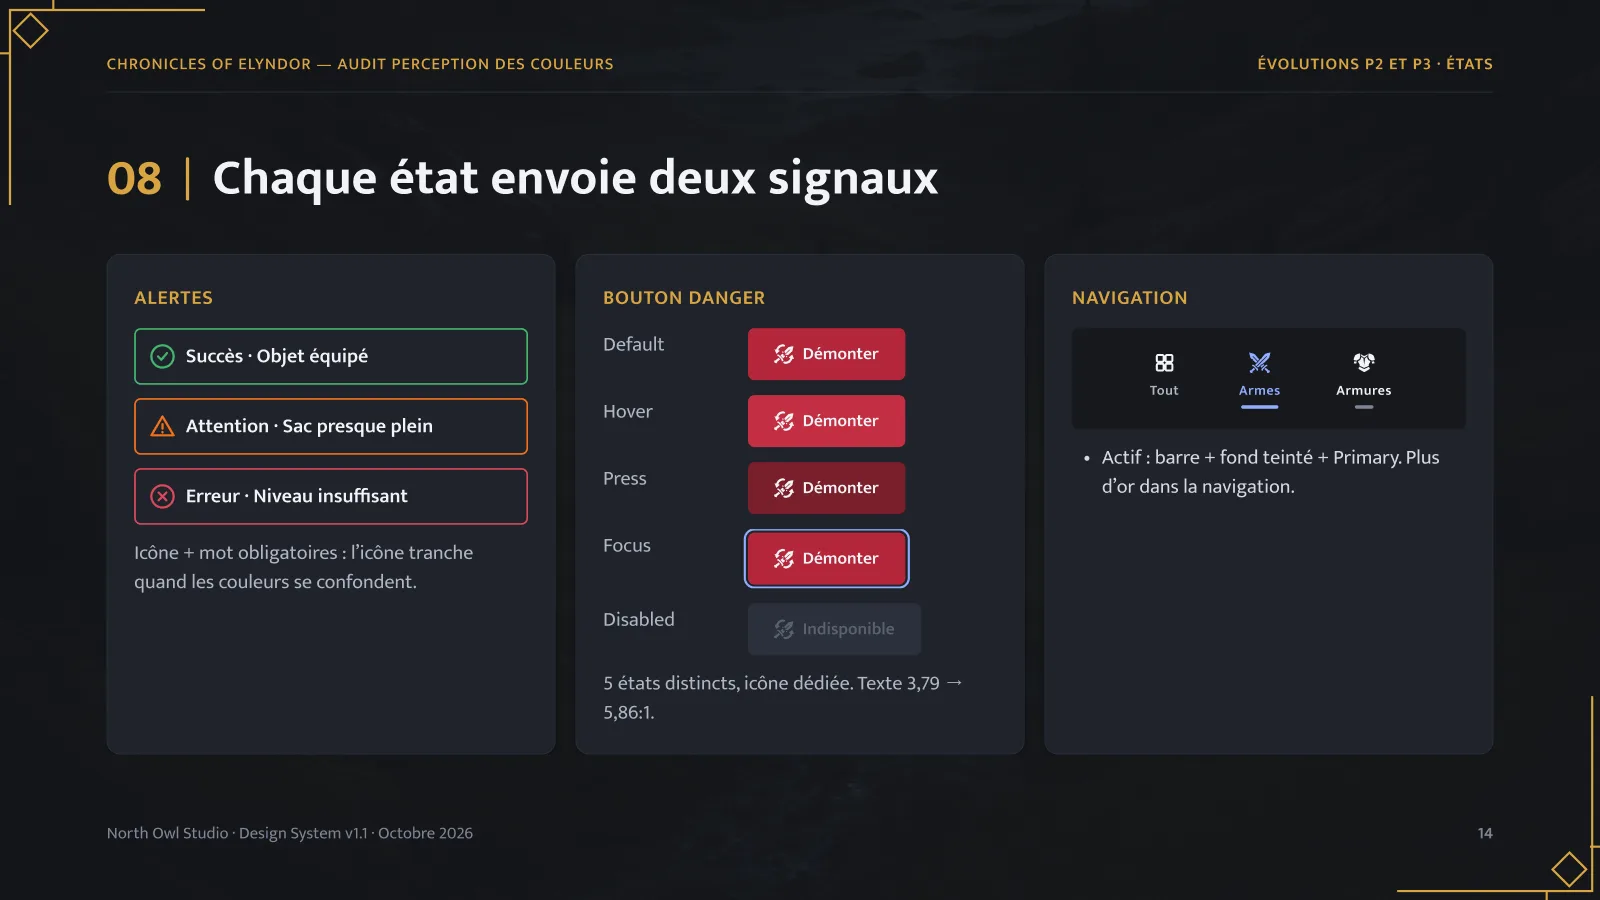 CHRONICLES OF ELYNDOR — AUDIT PERCEPTION DES COULEURS
ÉVOLUTIONS P2 ET P3 · ÉTATS
08 | Chaque état envoie deux signaux
ALERTES
Succès · Objet équipé
Attention · Sac presque plein
Erreur · Niveau insuffisant
Icône + mot obligatoires : l’icône tranche
quand les couleurs se confondent.
BOUTON DANGER
Default
Démonter
Hover
Démonter
Press
Démonter
Focus
Démonter
Disabled
Indisponible
5 états distincts, icône dédiée. Texte 3,79 →
5,86:1.
NAVIGATION
Tout
Armes
Armures
• Actif : barre + fond teinté + Primary. Plus
d’or dans la navigation.
North Owl Studio · Design System v1.1 · Octobre 2026
14